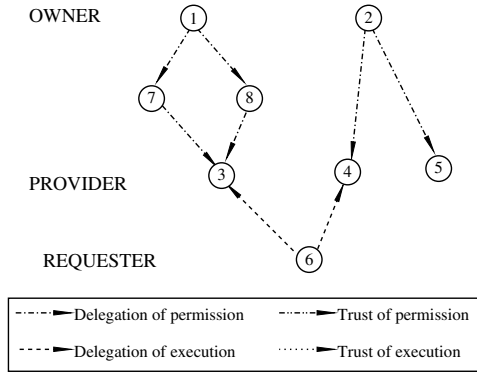 OWNER
1
2
7
8
3
4
5
PROVIDER
6
REQUESTER
Delegation of permission
Trust of permission
Delegation of execution
Trust of execution